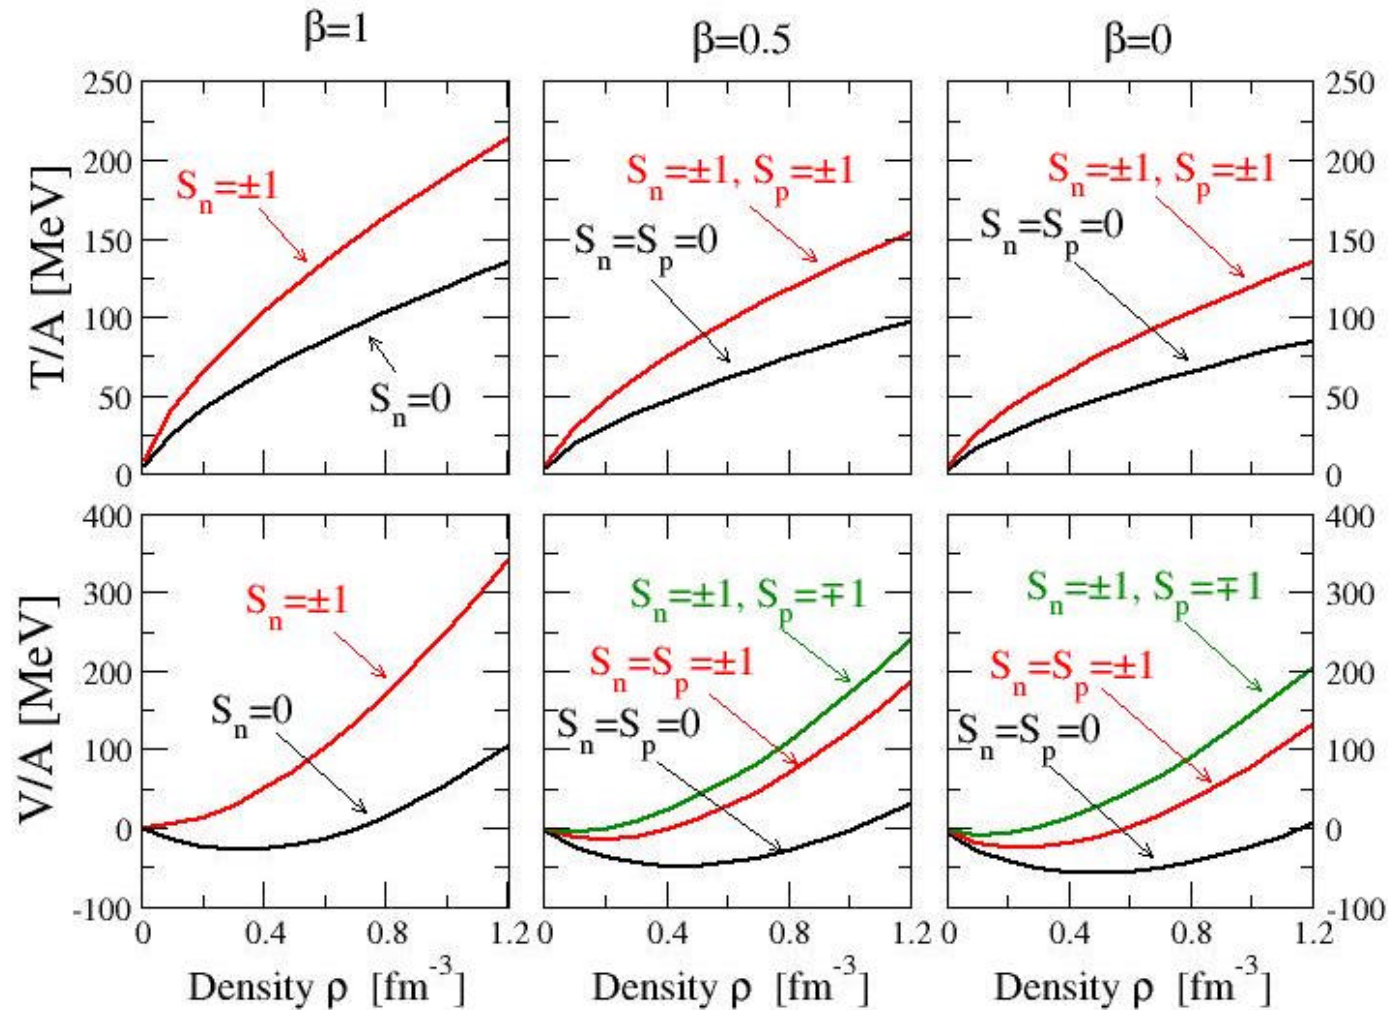 β=1 β=0.5 β=0
250 250
200 200
S_n=±1 S_n=±1, S_p=±1 S_n=±1, S_p=±1
S_n=S_p=0 S_n=S_p=0
150 150
T/A [MeV]
100 100
S_n=0
50 50
0 0
400 400
S_n=±1 S_n=±1, S_p=∓1 S_n=±1, S_p=∓1
300 300
S_n=S_p=±1 S_n=S_p=±1
200 200
S_n=0 S_n=S_p=0 S_n=S_p=0
V/A [MeV]
100 100
0 0
-100 -100
0 0.4 0.8 1.2 0 0.4 0.8 1.2 0 0.4 0.8 1.2
Density ρ [fm⁻³] Density ρ [fm⁻³] Density ρ [fm⁻³]